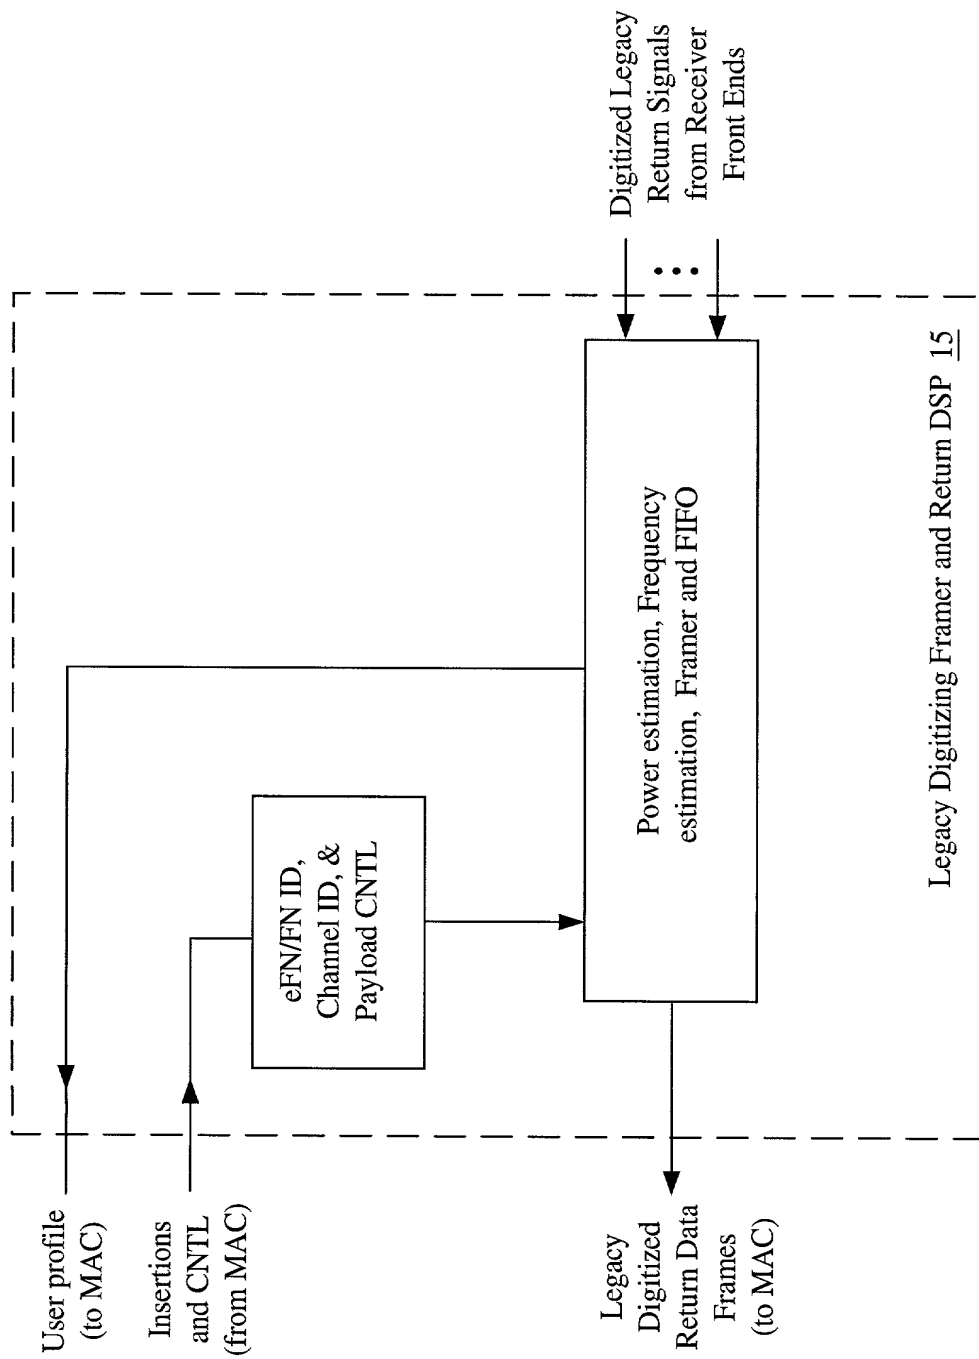 User profile
(to MAC)
Insertions
and CNTL
(from MAC)
Legacy
Digitized
Return Data
Frames
(to MAC)
eFN/FN ID,
Channel ID, &
Payload CNTL
Power estimation, Frequency
estimation, Framer and FIFO
Digitized Legacy
Return Signals
from Receiver
Front Ends
Legacy Digitizing Framer and Return DSP 15